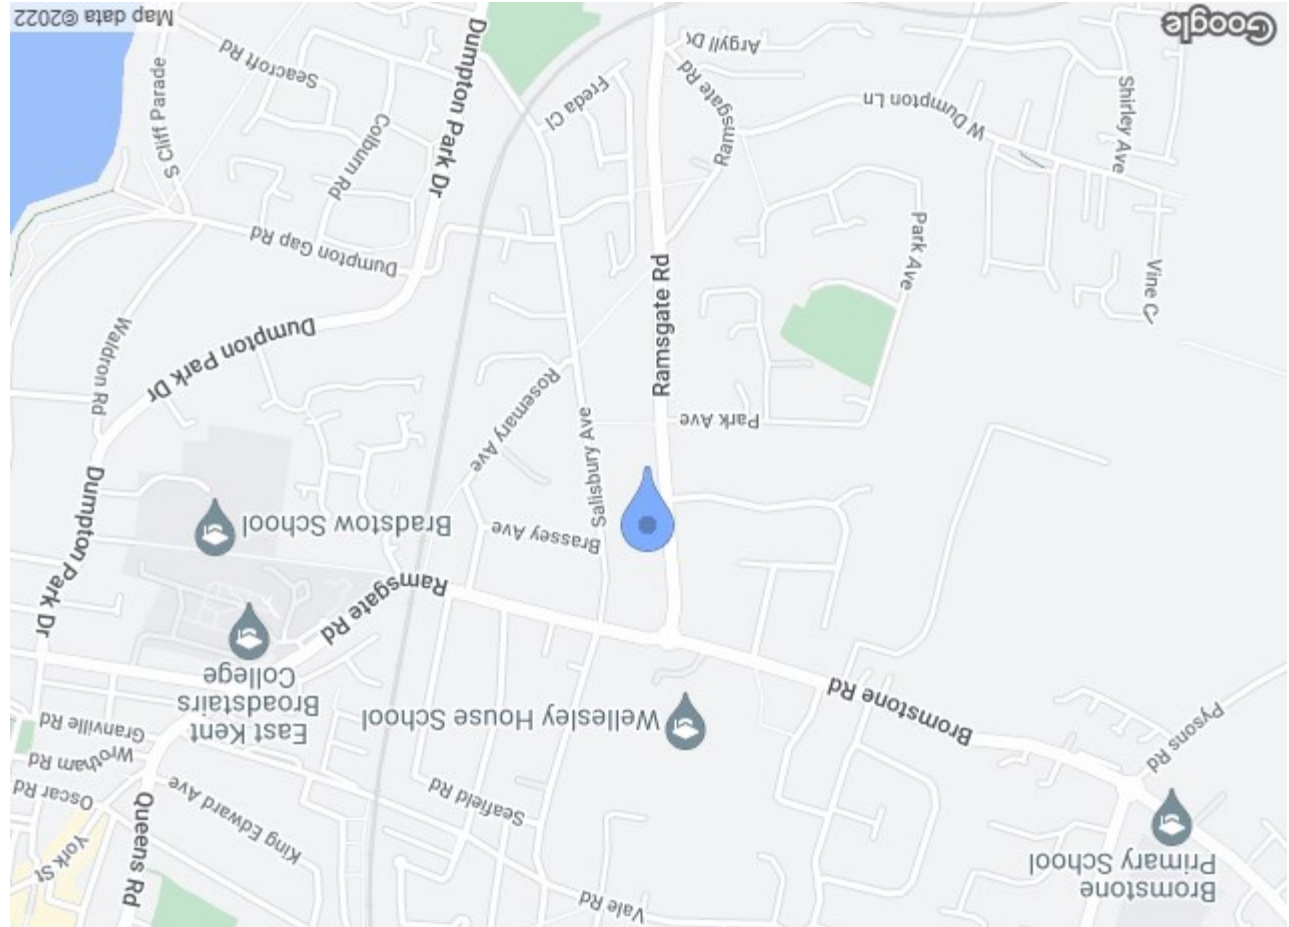 Vale Rd
Bromstone
Primary School
York St
King Edward Ave
Queens Rd
Seafield Rd
Oscar Rd
Wrotham Rd
Granville Rd
Pysons Rd
Bromstone Rd
Wellesley House School
East Kent
College
Broadstairs
Bromstone Rd
Ramsgate Rd
Dumpton Park Dr
Brassey Ave
Bradstow School
Salisbury Ave
Rosemary Ave
Park Ave
Dumpton Park Dr
Waldron Rd
Ramsgate Rd
Vine C
Park Ave
Dumpton Gap Rd
Colburn Rd
Dumpton Park Dr
S Cliff Parade
Shirley Ave
W Dumpton Ln
Ramsgate Rd
Freda Cl
Seacroft Rd
Argyll Dr
Google
Map data ©2022